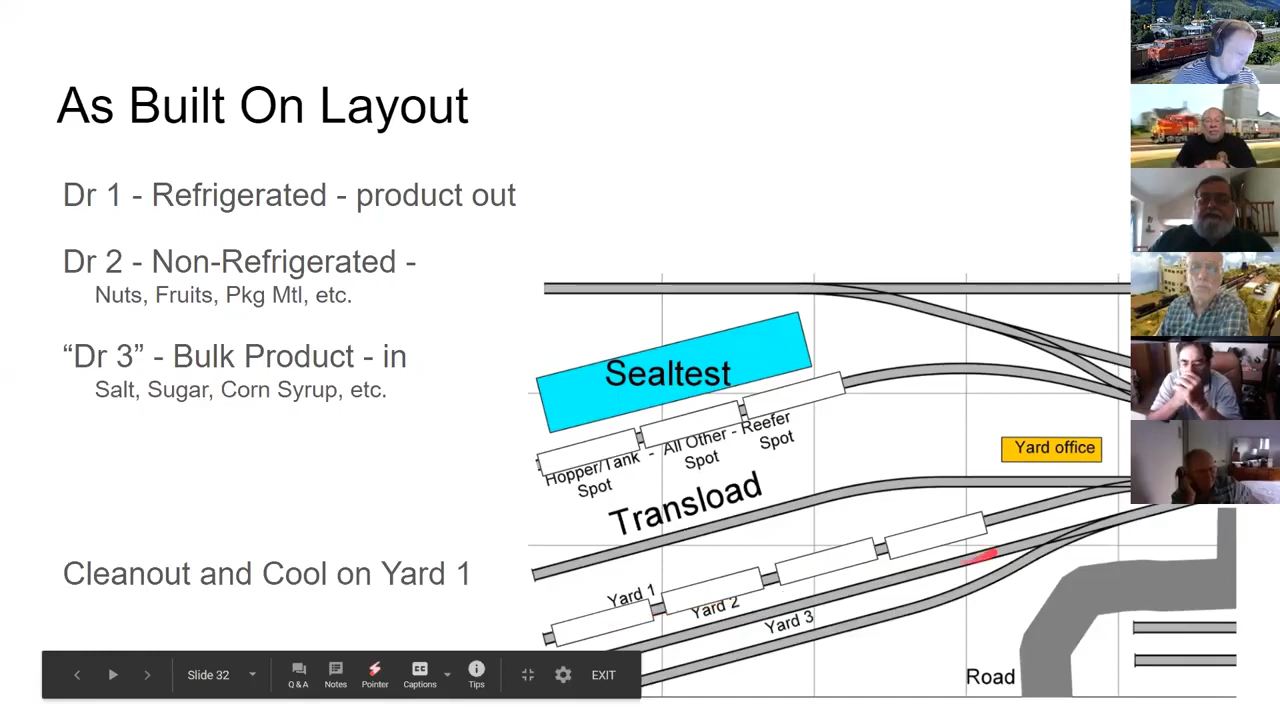 As Built On Layout
Dr 1 - Refrigerated - product out
Dr 2 - Non-Refrigerated -
Nuts, Fruits, Pkg Mtl, etc.
“Dr 3” - Bulk Product - in
Salt, Sugar, Corn Syrup, etc.
Cleanout and Cool on Yard 1
Sealtest
Hopper/Tank - All Other - Reefer
Spot Spot Spot
Transload
Yard office
Yard 1
Yard 2
Yard 3
Road
Slide 32
Q & A
Notes
Pointer
CC
Captions
Tips
EXIT